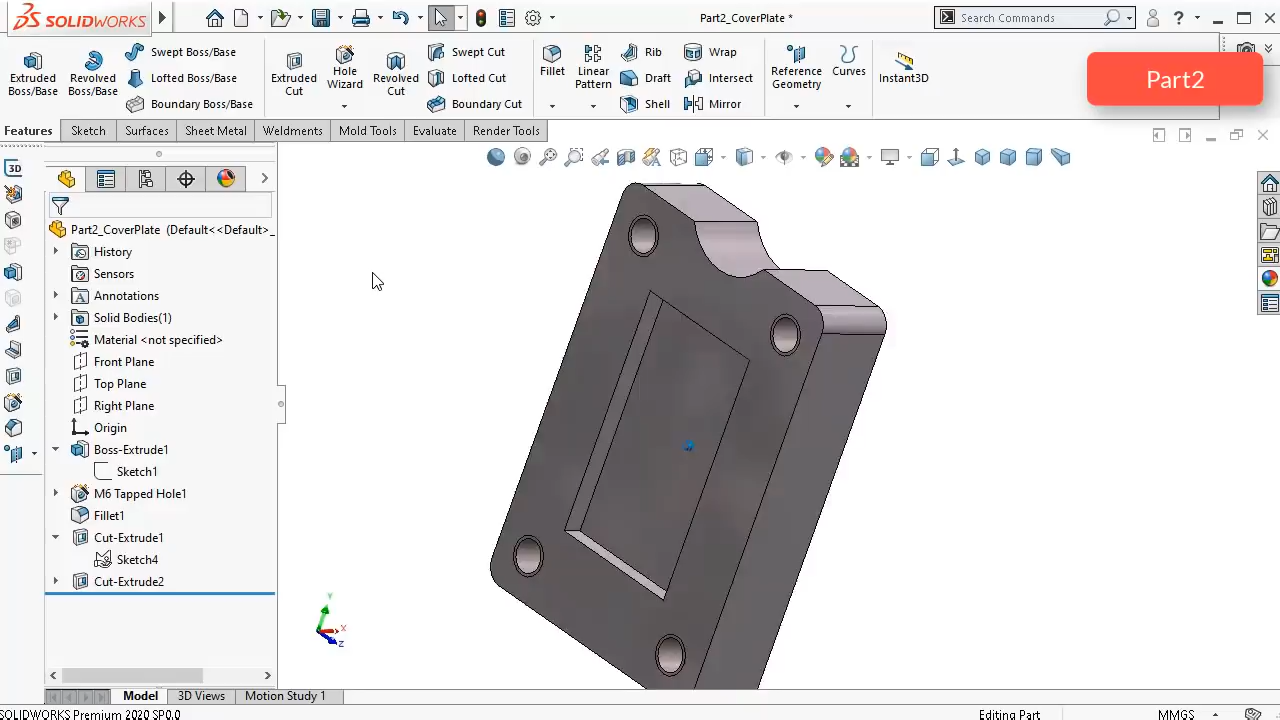 SOLIDWORKS
Part2_CoverPlate *
Search Commands
Part2
Extruded Boss/Base
Revolved Boss/Base
Swept Boss/Base
Lofted Boss/Base
Boundary Boss/Base
Extruded Cut
Hole Wizard
Revolved Cut
Swept Cut
Lofted Cut
Boundary Cut
Fillet
Linear Pattern
Rib
Draft
Shell
Wrap
Intersect
Mirror
Reference Geometry
Curves
Instant3D
Features
Sketch
Surfaces
Sheet Metal
Weldments
Mold Tools
Evaluate
Render Tools
3D
Part2_CoverPlate (Default<<Default>_
History
Sensors
Annotations
Solid Bodies(1)
Material <not specified>
Front Plane
Top Plane
Right Plane
Origin
Boss-Extrude1
Sketch1
M6 Tapped Hole1
Fillet1
Cut-Extrude1
Sketch4
Cut-Extrude2
Y
X
Z
Model
3D Views
Motion Study 1
SOLIDWORKS Premium 2020 SP0.0
Editing Part
MMGS